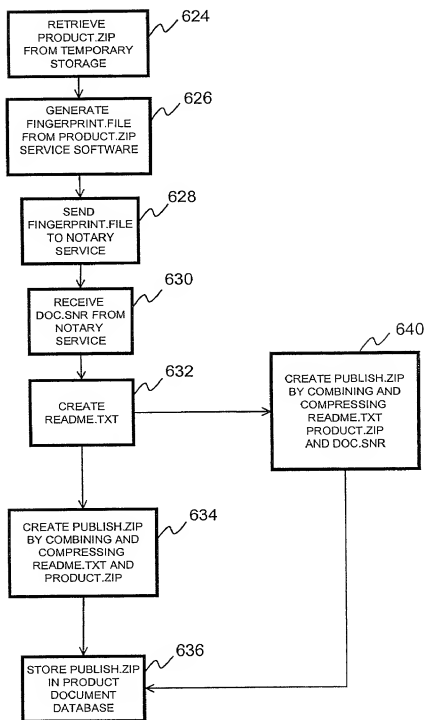 624
RETRIEVE
PRODUCT.ZIP
FROM TEMPORARY
STORAGE
626
GENERATE
FINGERPRINT.FILE
FROM PRODUCT.ZIP
SERVICE SOFTWARE
628
SEND
FINGERPRINT.FILE
TO NOTARY
SERVICE
630
RECEIVE
DOC.SNR FROM
NOTARY
SERVICE
632
CREATE
README.TXT
640
CREATE PUBLISH.ZIP
BY COMBINING AND
COMPRESSING
README.TXT
PRODUCT.ZIP
AND DOC.SNR
634
CREATE PUBLISH.ZIP
BY COMBINING AND
COMPRESSING
README.TXT AND
PRODUCT.ZIP
636
STORE PUBLISH.ZIP
IN PRODUCT
DOCUMENT
DATABASE